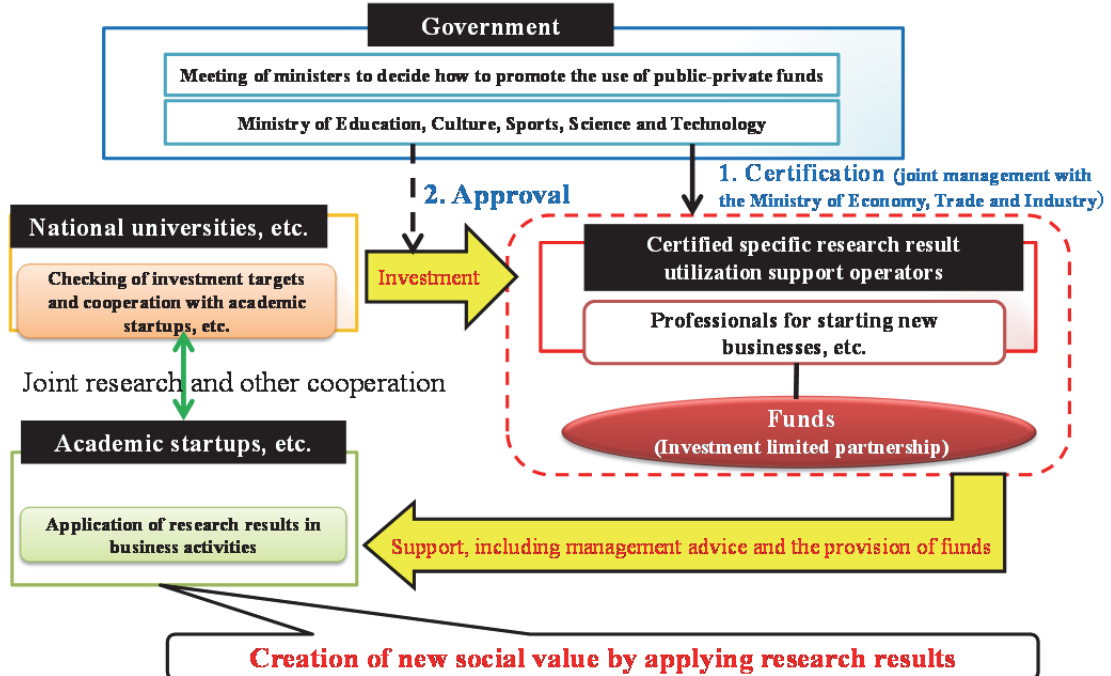 Government
Meeting of ministers to decide how to promote the use of public-private funds
Ministry of Education, Culture, Sports, Science and Technology
1. Certification (joint management with
the Ministry of Economy, Trade and Industry)
2. Approval
National universities, etc.
Checking of investment targets
and cooperation with academic
startups, etc.
Investment
Certified specific research result
utilization support operators
Professionals for starting new
businesses, etc.
Funds
(Investment limited partnership)
Joint research and other cooperation
Academic startups, etc.
Application of research results in
business activities
Support, including management advice and the provision of funds
Creation of new social value by applying research results